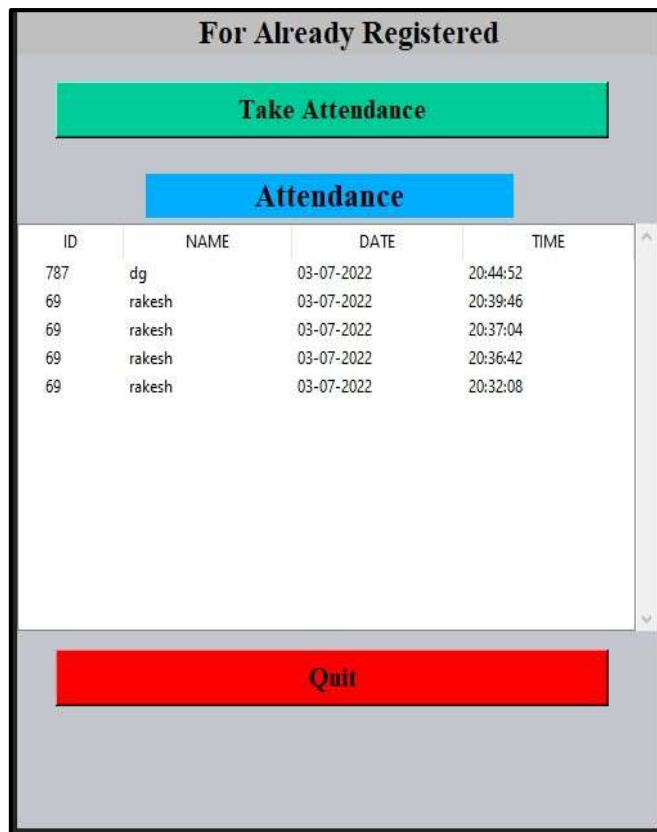 For Already Registered
Take Attendance
Attendance
ID NAME DATE TIME
787 dg 03-07-2022 20:44:52
69 rakesh 03-07-2022 20:39:46
69 rakesh 03-07-2022 20:37:04
69 rakesh 03-07-2022 20:36:42
69 rakesh 03-07-2022 20:32:08
Quit